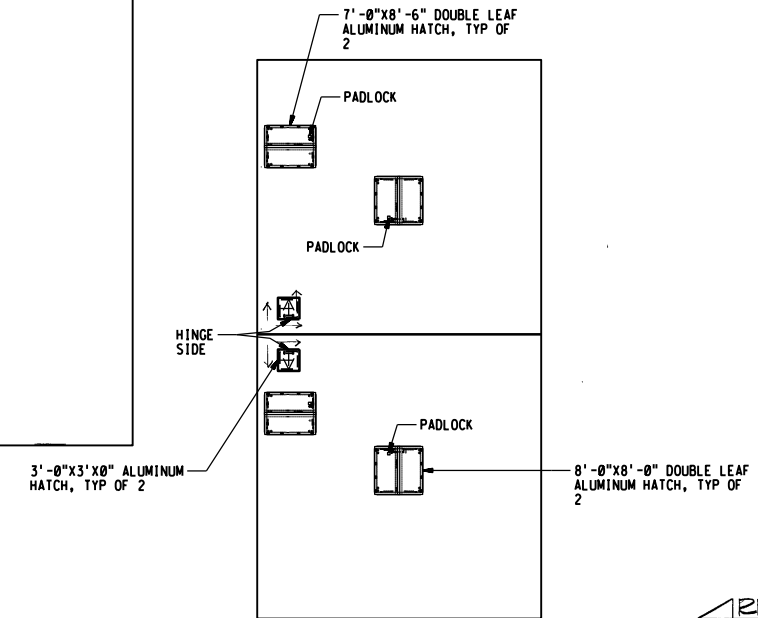 7'-0"X8'-6" DOUBLE LEAF
ALUMINUM HATCH, TYP OF
2
PADLOCK
PADLOCK
HINGE
SIDE
PADLOCK
3'-0"X3'X0" ALUMINUM
HATCH, TYP OF 2
8'-0"X8'-0" DOUBLE LEAF
ALUMINUM HATCH, TYP OF
2